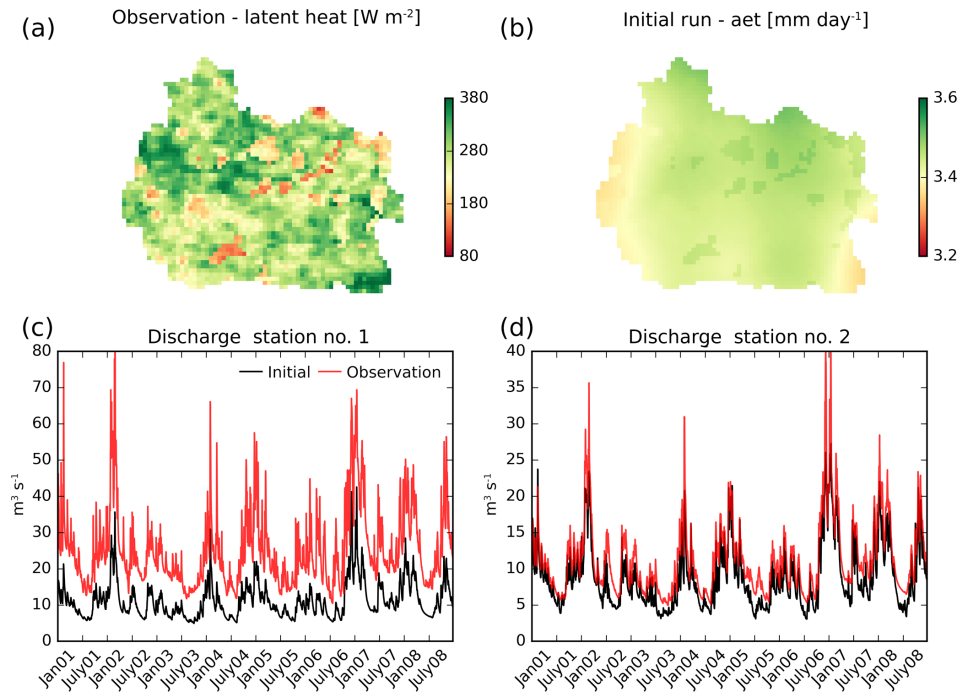 (a) Observation - latent heat [W m⁻²]
380
280
180
80
(b) Initial run - aet [mm day⁻¹]
3.6
3.4
3.2
(c) Discharge station no. 1
m³ s⁻¹
80
70
60
50
40
30
20
10
0
Initial Observation
Jan01 July01 Jan02 July02 Jan03 July03 Jan04 July04 Jan05 July05 Jan06 July06 Jan07 July07 Jan08 July08
(d) Discharge station no. 2
m³ s⁻¹
40
35
30
25
20
15
10
5
0
Jan01 July01 Jan02 July02 Jan03 July03 Jan04 July04 Jan05 July05 Jan06 July06 Jan07 July07 Jan08 July08